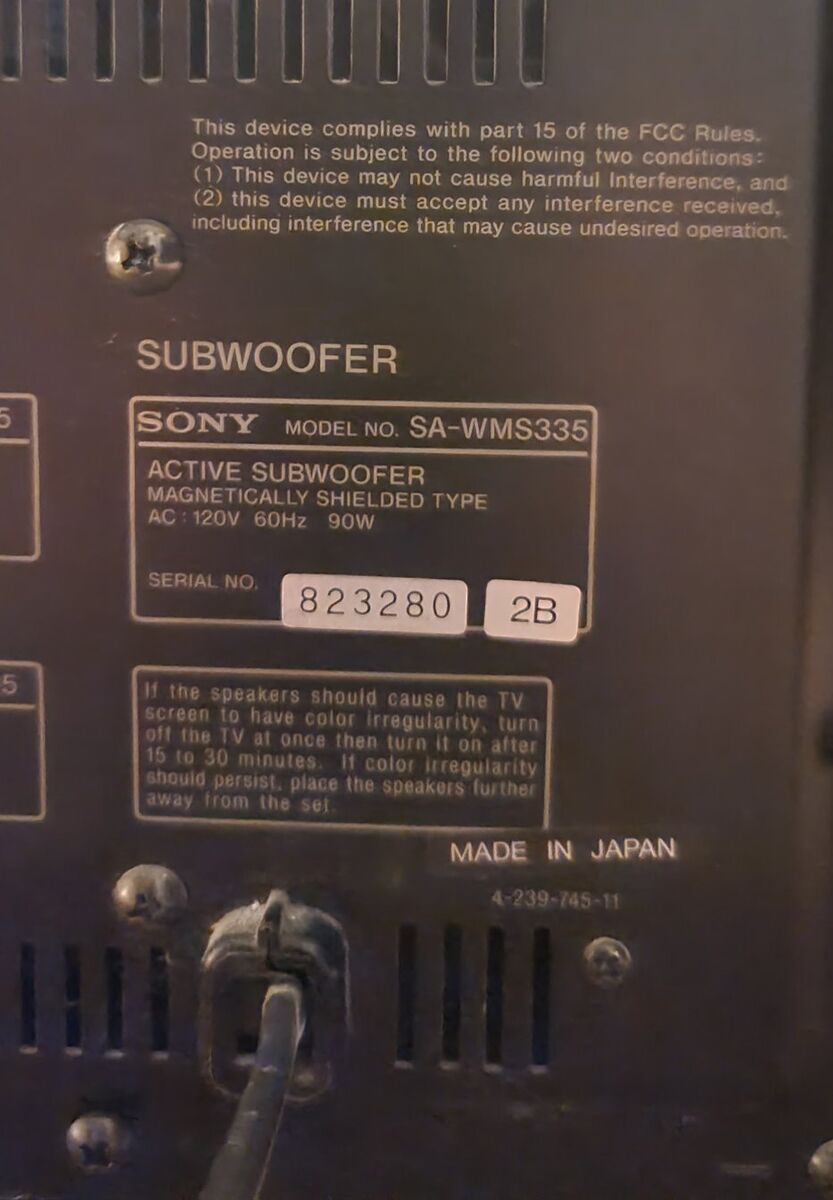 This device complies with part 15 of the FCC Rules.
Operation is subject to the following two conditions:
(1) This device may not cause harmful Interference, and
(2) this device must accept any interference received,
including interference that may cause undesired operation.
SUBWOOFER
5
SONY MODEL NO. SA-WMS335
ACTIVE SUBWOOFER
MAGNETICALLY SHIELDED TYPE
AC : 120V 60Hz 90W
SERIAL NO. 823280 2B
5
If the speakers should cause the TV
screen to have color irregularity, turn
off the TV at once then turn it on after
15 to 30 minutes. If color irregularity
should persist, place the speakers further
away from the set.
MADE IN JAPAN
4-239-745-11